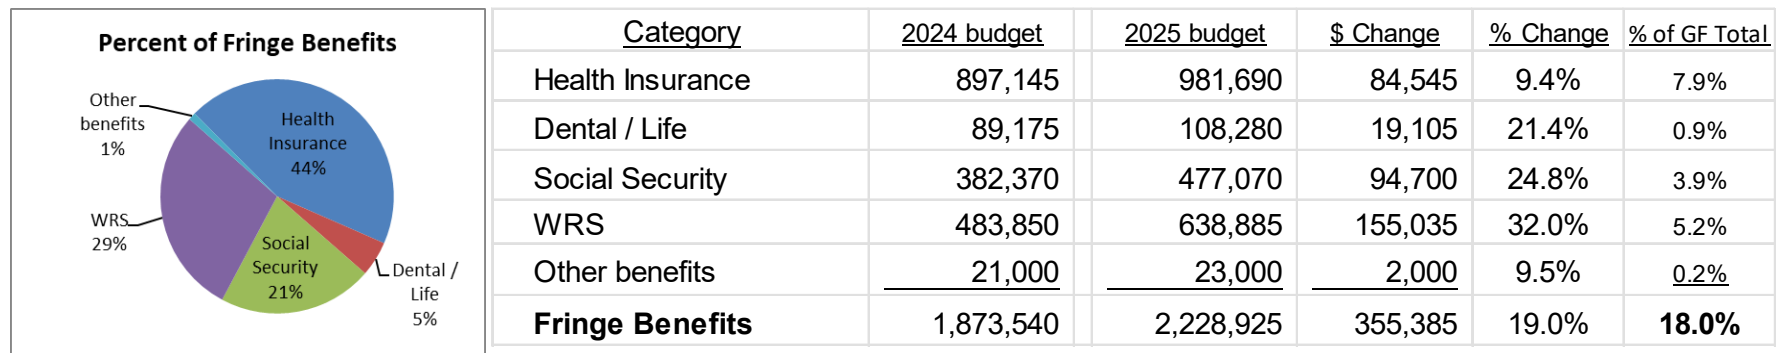 Percent of Fringe Benefits
Other
benefits
1%
Health
Insurance
44%
WRS
29%
Social
Security
21%
Dental /
Life
5%
Category 2024 budget 2025 budget $ Change % Change % of GF Total
Health Insurance 897,145 981,690 84,545 9.4% 7.9%
Dental / Life 89,175 108,280 19,105 21.4% 0.9%
Social Security 382,370 477,070 94,700 24.8% 3.9%
WRS 483,850 638,885 155,035 32.0% 5.2%
Other benefits 21,000 23,000 2,000 9.5% 0.2%
Fringe Benefits 1,873,540 2,228,925 355,385 19.0% 18.0%